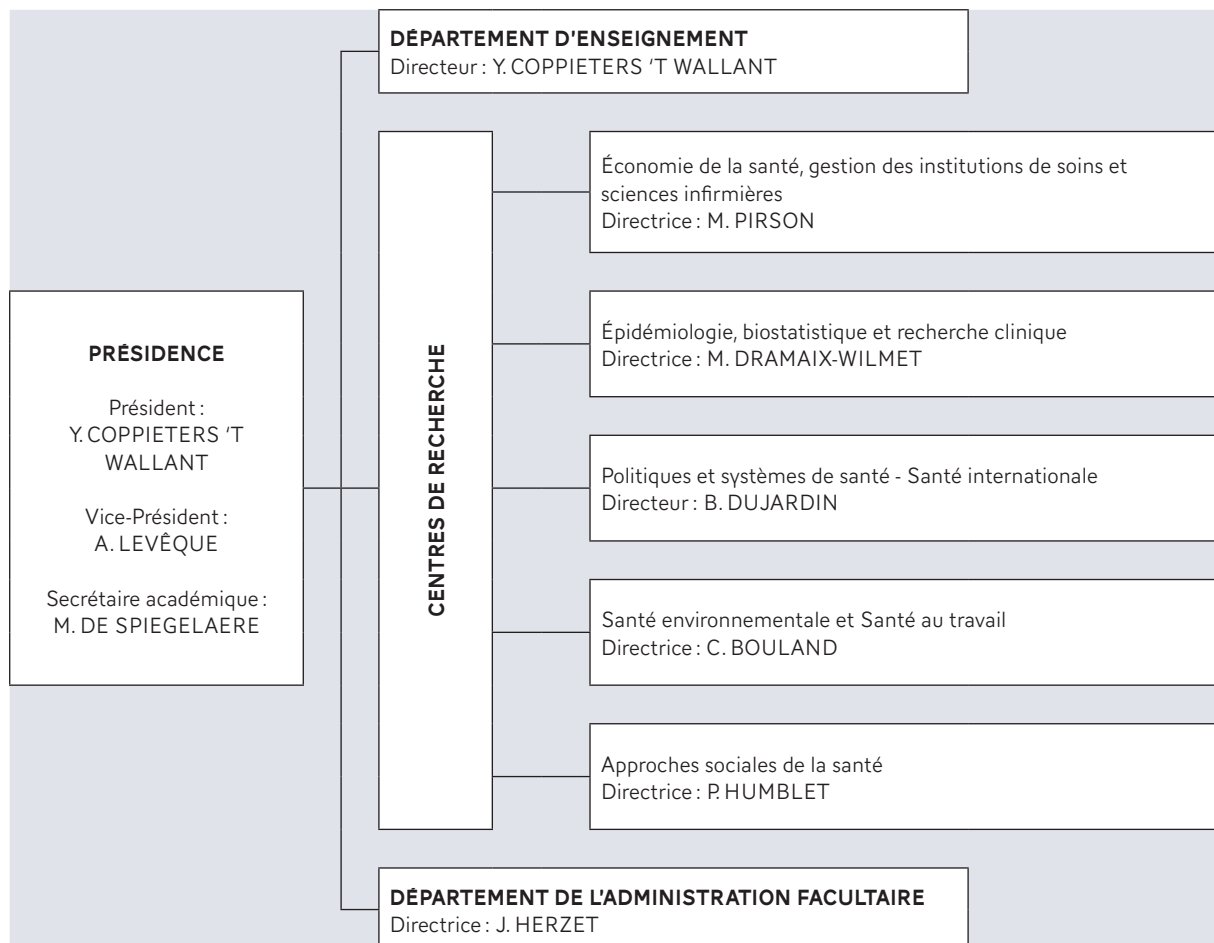 DÉPARTEMENT D'ENSEIGNEMENT
Directeur : Y. COPPIETERS ‘T WALLANT
Économie de la santé, gestion des institutions de soins et
sciences infirmières
Directrice : M. PIRSON
PRÉSIDENCE
Président :
Y. COPPIETERS ‘T
WALLANT
Vice-Président :
A. LEVÊQUE
Secrétaire académique :
M. DE SPIEGELAERE
CENTRES DE RECHERCHE
Épidémiologie, biostatistique et recherche clinique
Directrice : M. DRAMAIX-WILMET
Politiques et systèmes de santé - Santé internationale
Directeur : B. DUJARDIN
Santé environnementale et Santé au travail
Directrice : C. BOULAND
Approches sociales de la santé
Directrice : P. HUMBLET
DÉPARTEMENT DE L'ADMINISTRATION FACULTAIRE
Directrice : J. HERZET